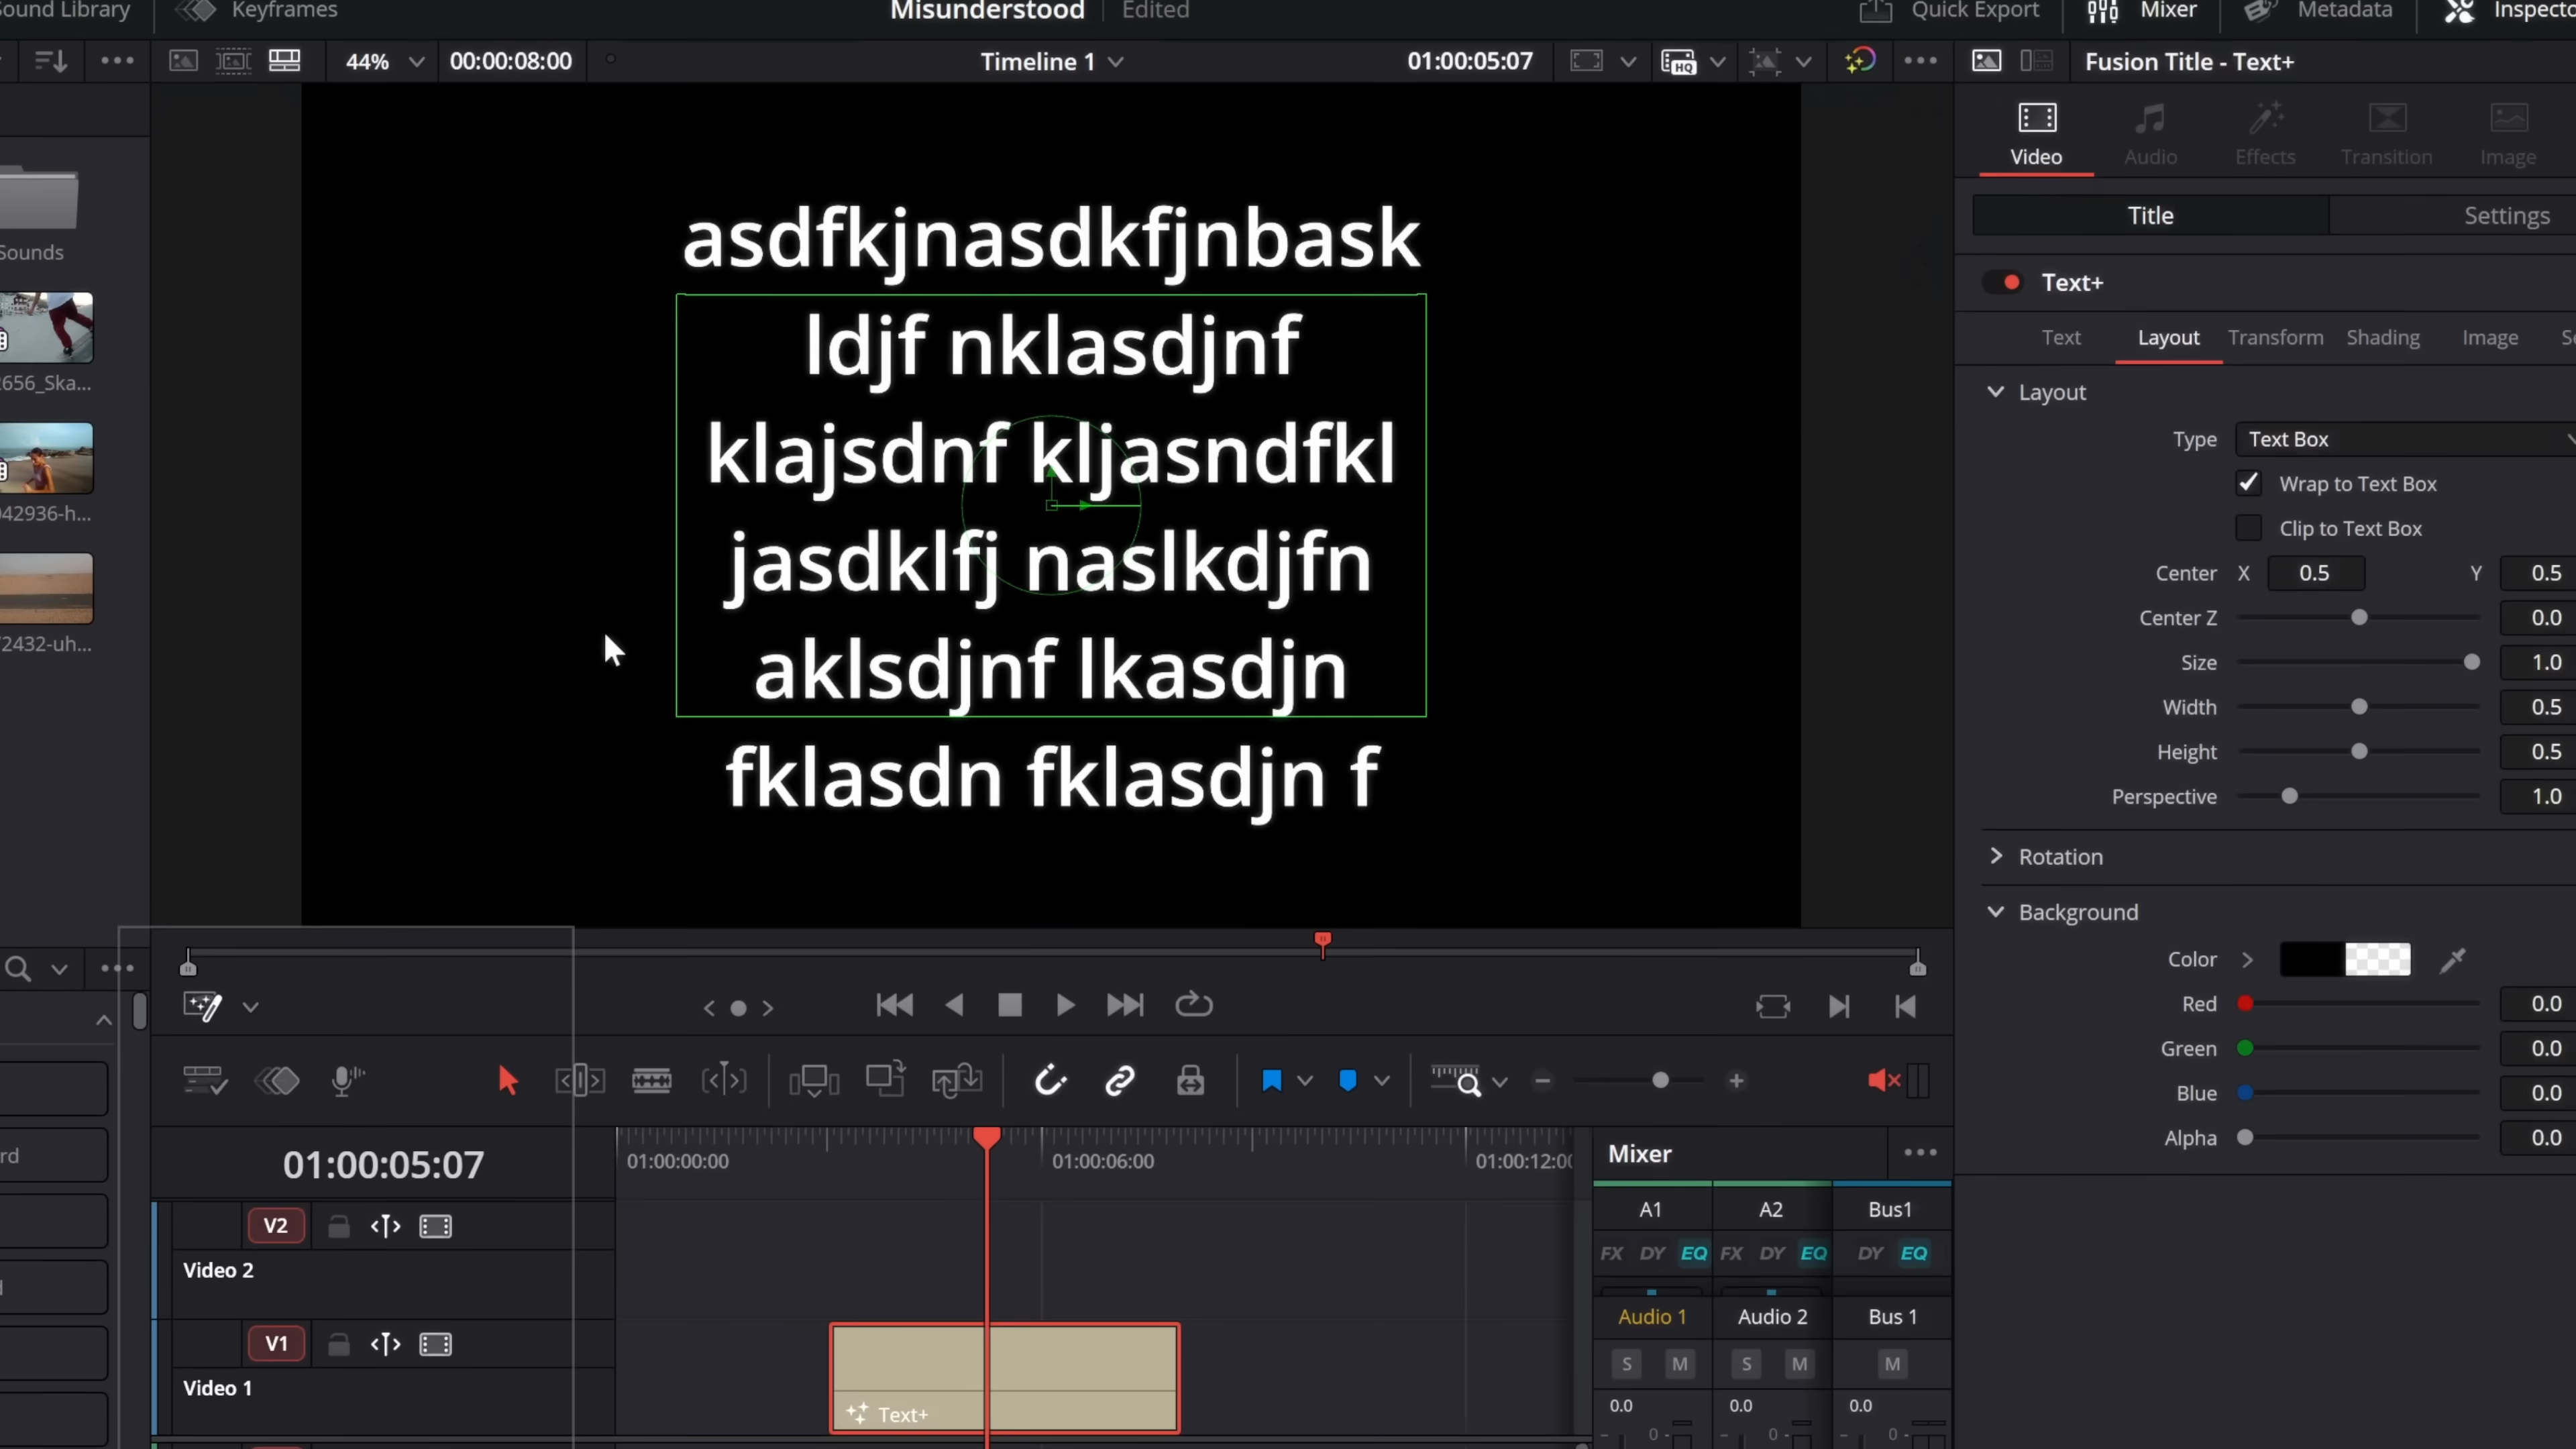 Sound Library
Keyframes
Misunderstood
Edited
Quick Export
Mixer
Metadata
44%
00:00:08:00
Timeline 1
01:00:05:07
HQ
Fusion Title - Text+
Video
Audio
Effects
Transition
Image
Title
Settings
Text+
Text
Layout
Transform
Shading
Image
Layout
Type
Text Box
Wrap to Text Box
Clip to Text Box
Center
X
0.5
Y
0.5
Center Z
0.0
Size
1.0
Width
0.5
Height
0.5
Perspective
1.0
Rotation
Background
Color
Red
0.0
Green
0.0
Blue
0.0
Alpha
0.0
Sounds
656_Ska...
42936-h...
2432-uh...
asdfkjnasdkfjnbask
ldjf nklasdjnf
klajsdnf kljasndfkl
jasdklfj naslkdjfn
aklsdjnf lkasdjn
fklasdn fklasdjn f
rd
01:00:05:07
01:00:00:00
01:00:06:00
01:00:12:00
V2
Video 2
V1
Video 1
Text+
Mixer
A1
A2
Bus1
FX DY EQ
FX DY EQ
DY EQ
Audio 1
Audio 2
Bus 1
S M
S M
M
0.0
0.0
0.0
0
0
0